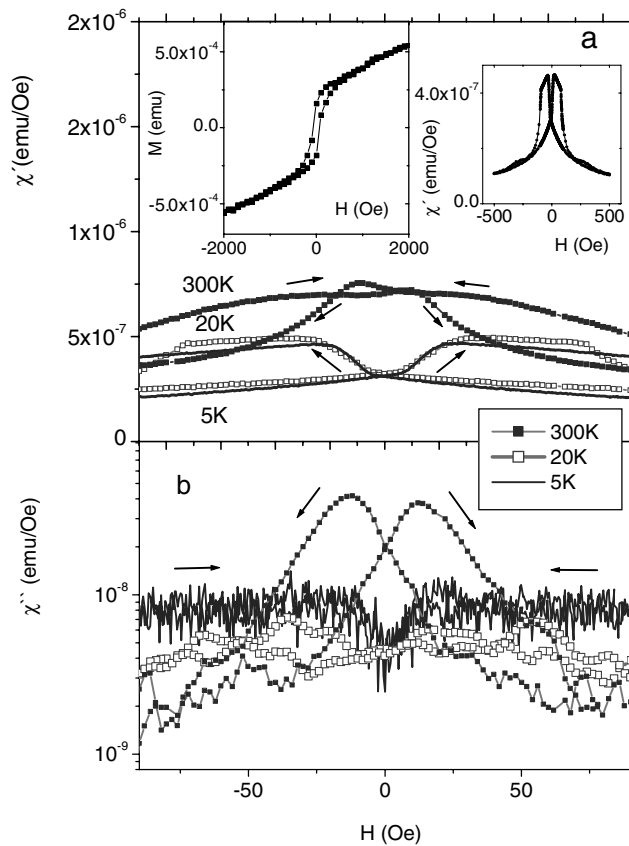 2x10⁻⁶
2x10⁻⁶
1x10⁻⁶
5x10⁻⁷
0
χ´(emu/Oe)
a
5.0x10⁻⁴
0.0
-5.0x10⁻⁴
M (emu)
H (Oe)
-2000 0 2000
4.0x10⁻⁷
0.0
χ´ (emu/Oe)
-500 0 500
H (Oe)
300K
20K
5K
300K
20K
5K
b
10⁻⁸
10⁻⁹
χ`` (emu/Oe)
-50 0 50
H (Oe)